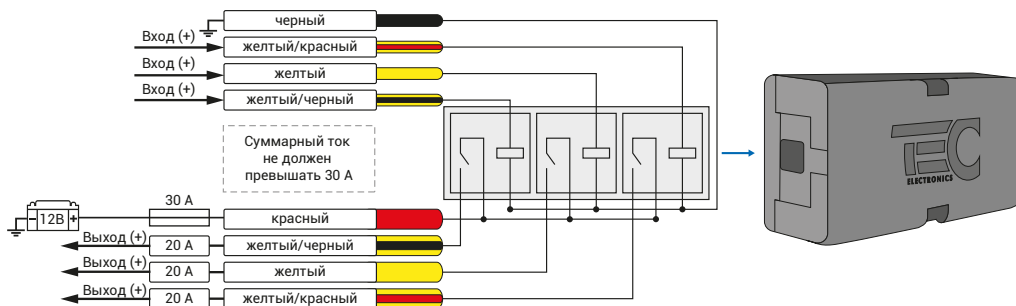 черный
Вход (+)
желтый/красный
Вход (+)
желтый
Вход (+)
желтый/черный
Суммарный ток
не должен
превышать 30 А
TEC
ELECTRONICS
30 А
- 12В +
красный
Выход (+)
20 А
желтый/черный
Выход (+)
20 А
желтый
Выход (+)
20 А
желтый/красный